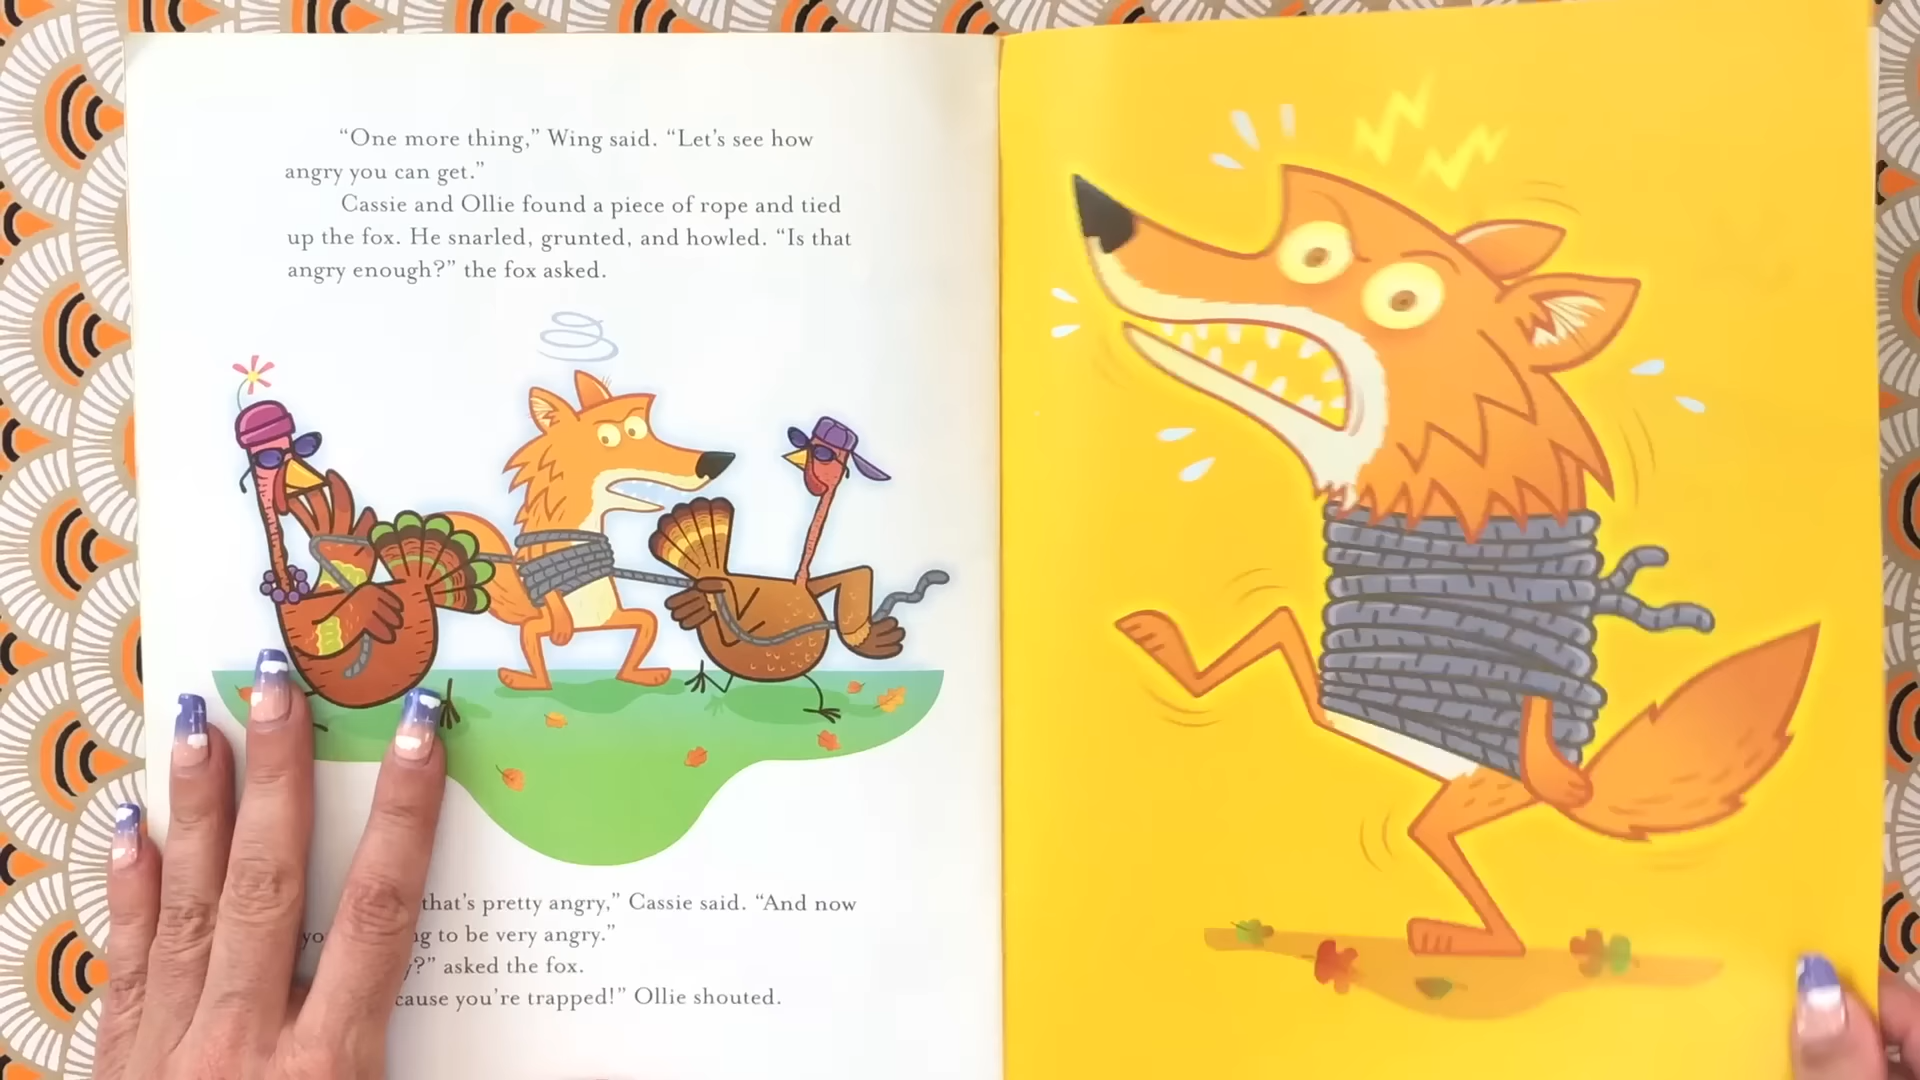 “One more thing,” Wing said. “Let’s see how
angry you can get.”
Cassie and Ollie found a piece of rope and tied
up the fox. He snarled, grunted, and howled. “Is that
angry enough?” the fox asked.
that’s pretty angry,” Cassie said. “And now
to be very angry.”
asked the fox.
you’re trapped!” Ollie shouted.